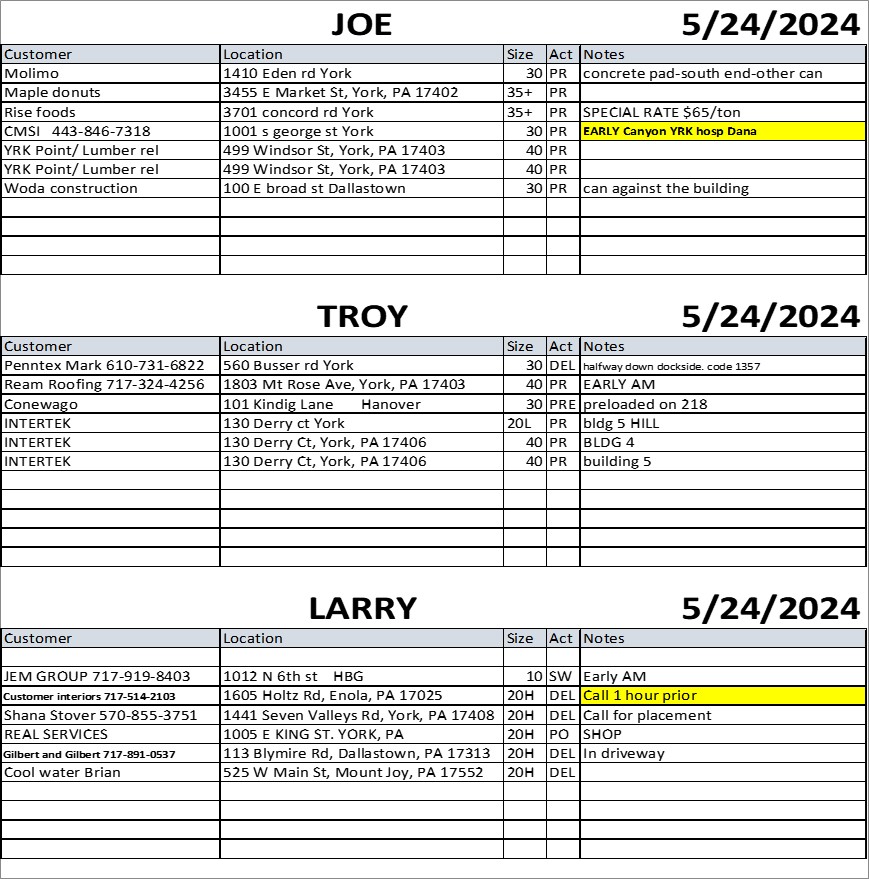 JOE 5/24/2024
Customer Location Size Act Notes
Molimo 1410 Eden rd York 30 PR concrete pad-south end-other can
Maple donuts 3455 E Market St, York, PA 17402 35+ PR
Rise foods 3701 concord rd York 35+ PR SPECIAL RATE $65/ton
CMSI 443-846-7318 1001 s george st York 30 PR EARLY Canyon YRK hosp Dana
YRK Point/ Lumber rel 499 Windsor St, York, PA 17403 40 PR
YRK Point/ Lumber rel 499 Windsor St, York, PA 17403 40 PR
Woda construction 100 E broad st Dallastown 30 PR can against the building
TROY 5/24/2024
Customer Location Size Act Notes
Penntex Mark 610-731-6822 560 Busser rd York 30 DEL halfway down dockside. code 1357
Ream Roofing 717-324-4256 1803 Mt Rose Ave, York, PA 17403 40 PR EARLY AM
Conewago 101 Kindig Lane Hanover 30 PRE preloaded on 218
INTERTEK 130 Derry ct York 20L PR bldg 5 HILL
INTERTEK 130 Derry Ct, York, PA 17406 40 PR BLDG 4
INTERTEK 130 Derry Ct, York, PA 17406 40 PR building 5
LARRY 5/24/2024
Customer Location Size Act Notes
JEM GROUP 717-919-8403 1012 N 6th st HBG 10 SW Early AM
Customer interiors 717-514-2103 1605 Holtz Rd, Enola, PA 17025 20H DEL Call 1 hour prior
Shana Stover 570-855-3751 1441 Seven Valleys Rd, York, PA 17408 20H DEL Call for placement
REAL SERVICES 1005 E KING ST. YORK, PA 20H PO SHOP
Gilbert and Gilbert 717-891-0537 113 Blymire Rd, Dallastown, PA 17313 20H DEL In driveway
Cool water Brian 525 W Main St, Mount Joy, PA 17552 20H DEL